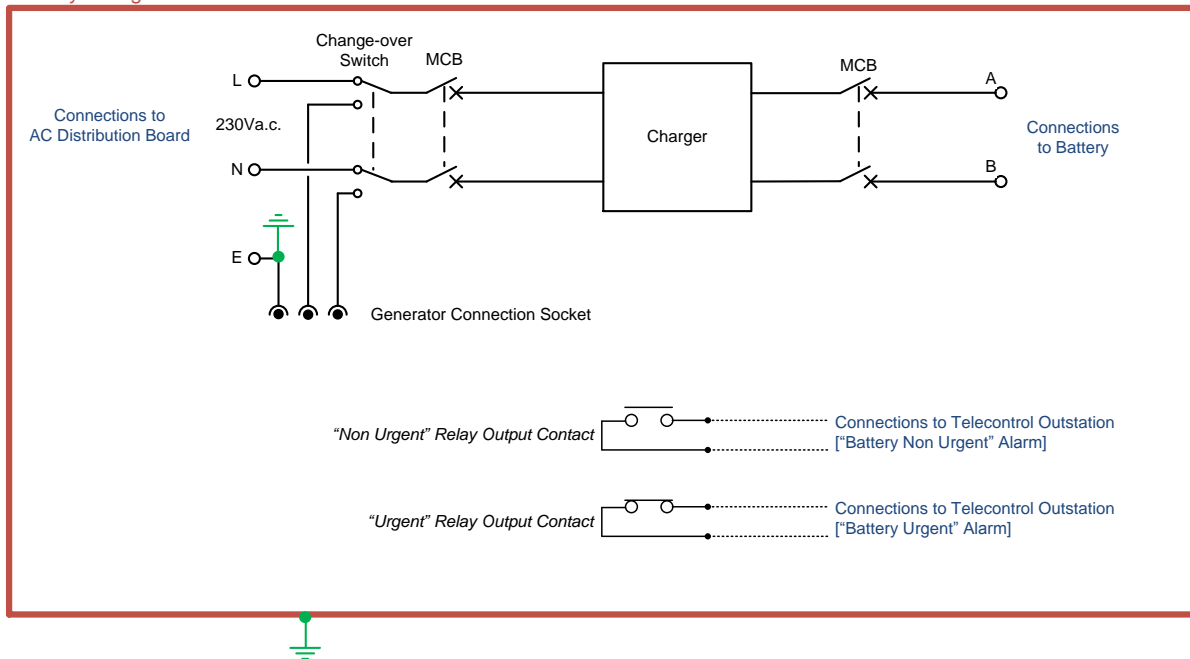 Change-over
Switch
MCB
MCB
L
A
Connections to
AC Distribution Board
230Va.c.
Charger
Connections
to Battery
N
B
E
Generator Connection Socket
“Non Urgent” Relay Output Contact
Connections to Telecontrol Outstation
[“Battery Non Urgent” Alarm]
“Urgent” Relay Output Contact
Connections to Telecontrol Outstation
[“Battery Urgent” Alarm]